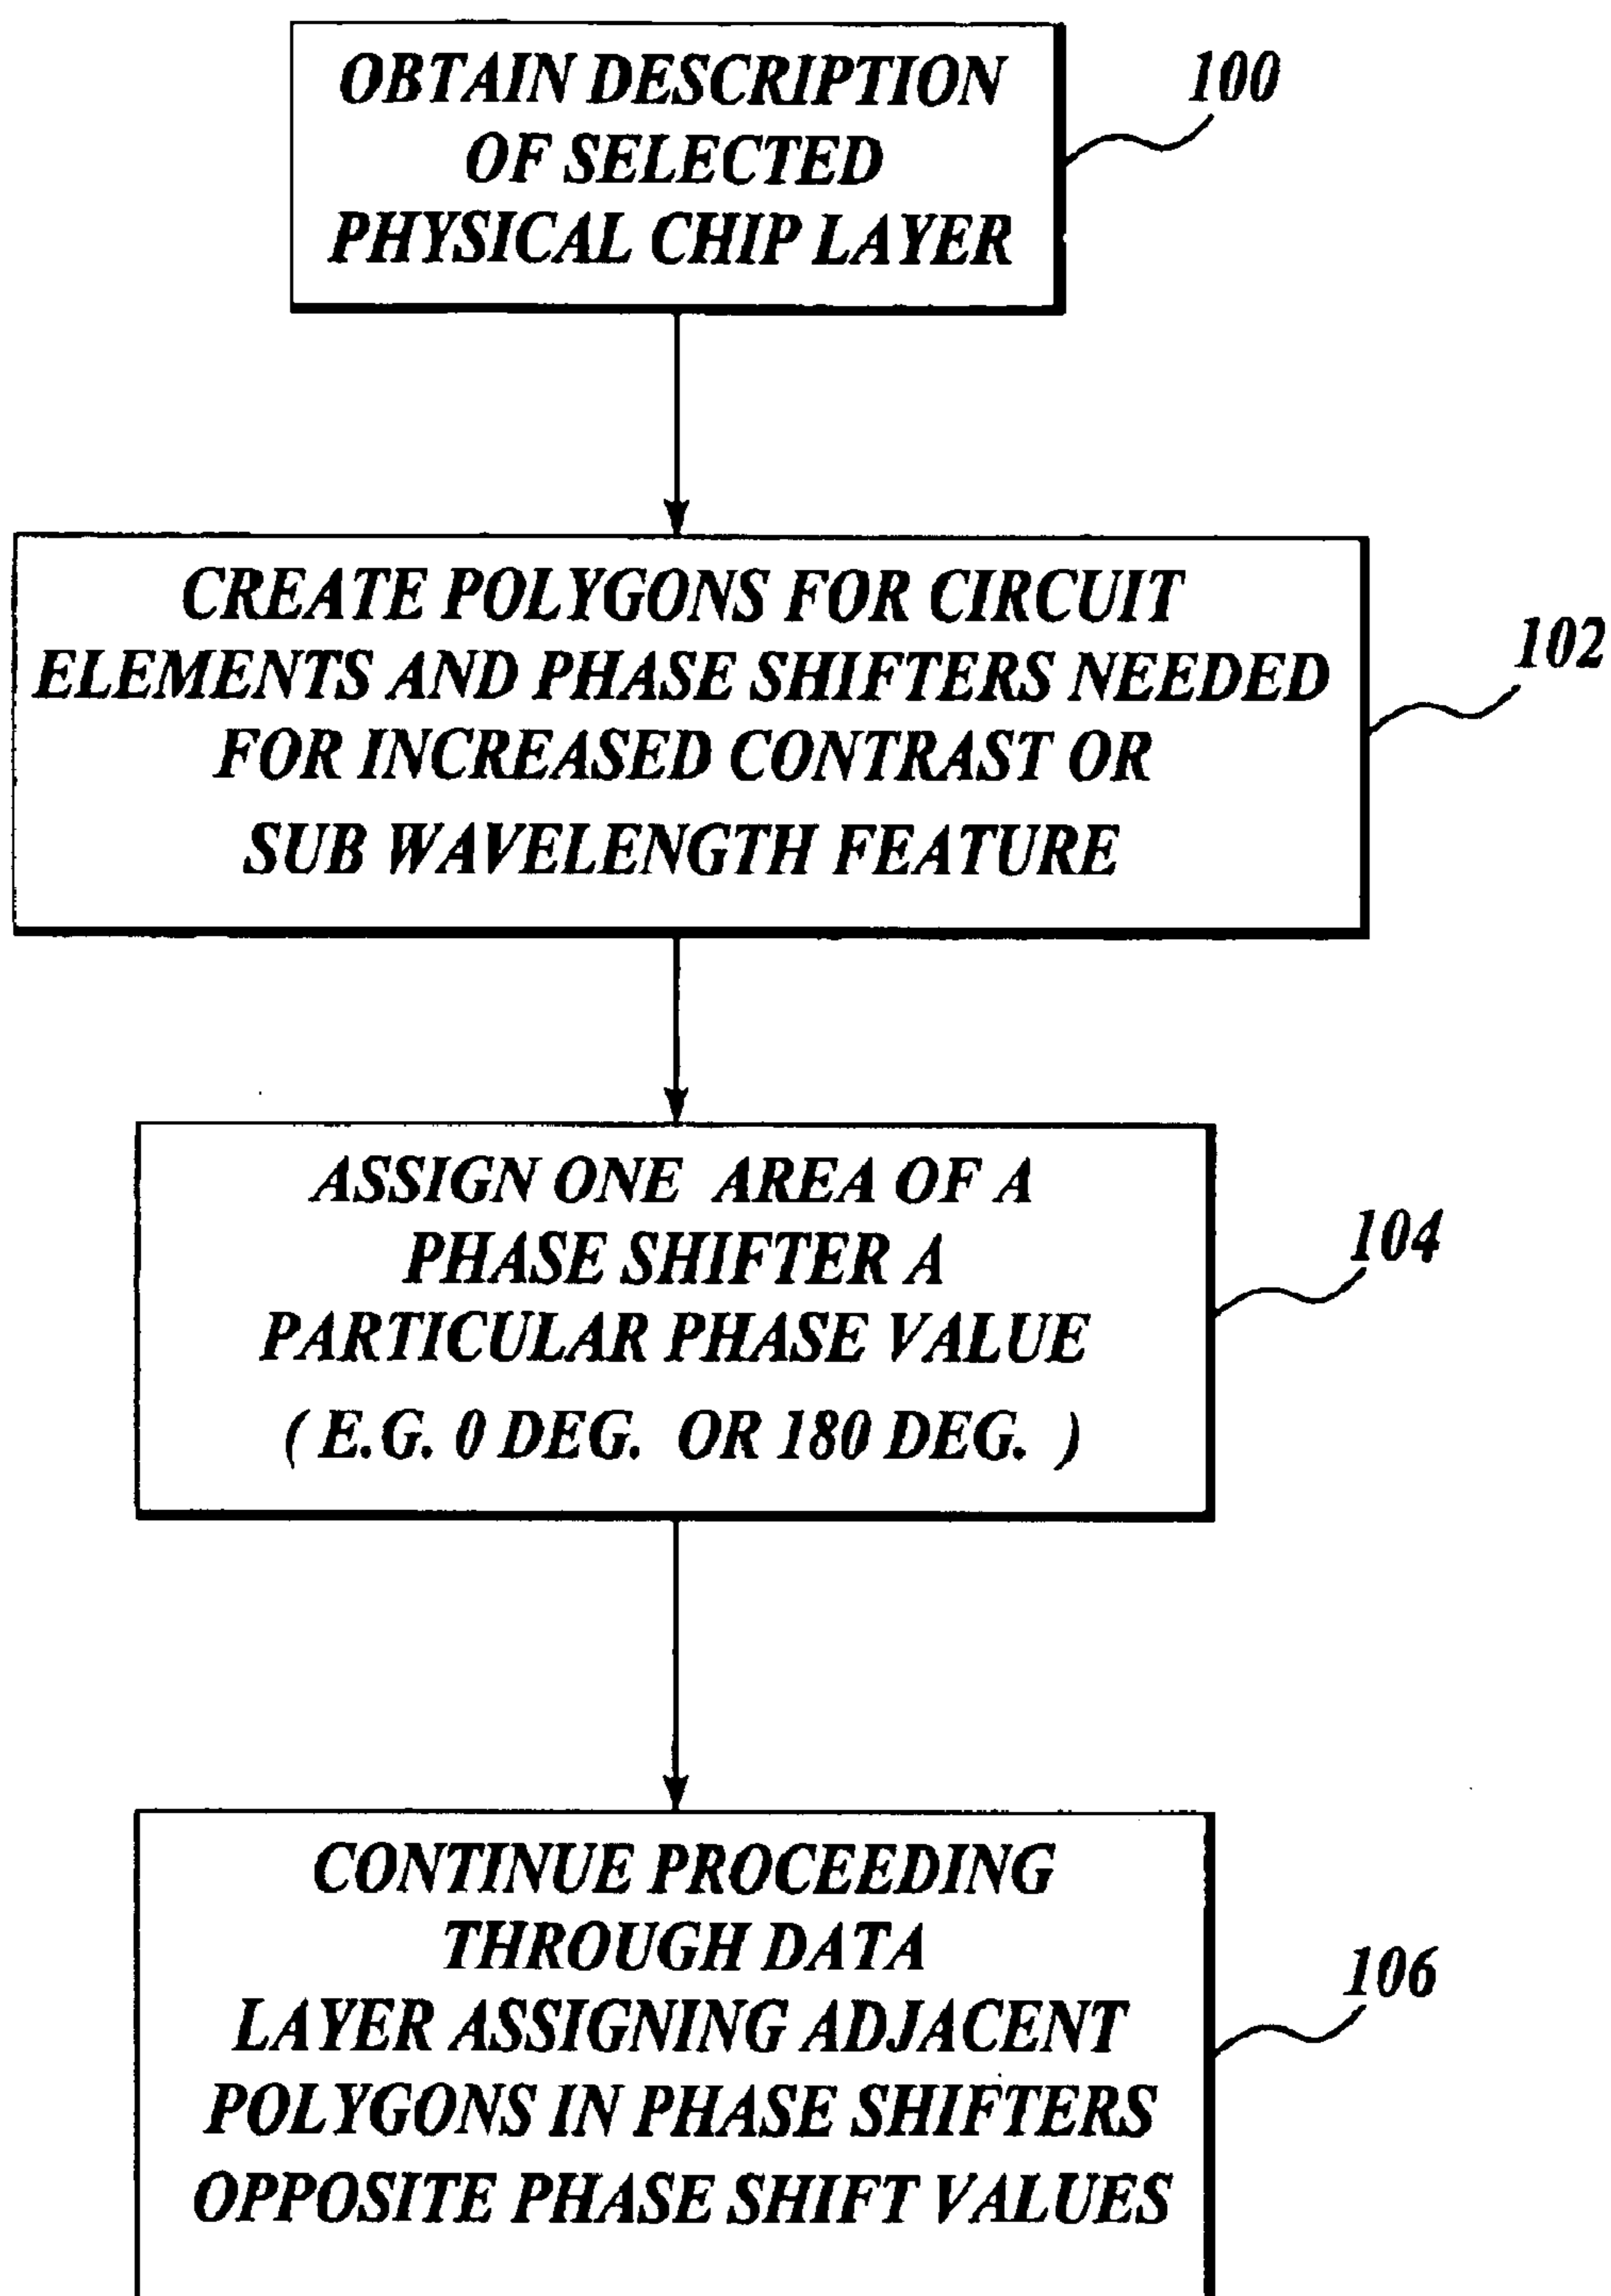 OBTAIN DESCRIPTION
OF SELECTED
PHYSICAL CHIP LAYER
100
CREATE POLYGONS FOR CIRCUIT
ELEMENTS AND PHASE SHIFTERS NEEDED
FOR INCREASED CONTRAST OR
SUB WAVELENGTH FEATURE
102
ASSIGN ONE AREA OF A
PHASE SHIFTER A
PARTICULAR PHASE VALUE
( E.G. 0 DEG. OR 180 DEG. )
104
CONTINUE PROCEEDING
THROUGH DATA
LAYER ASSIGNING ADJACENT
POLYGONS IN PHASE SHIFTERS
OPPOSITE PHASE SHIFT VALUES
106